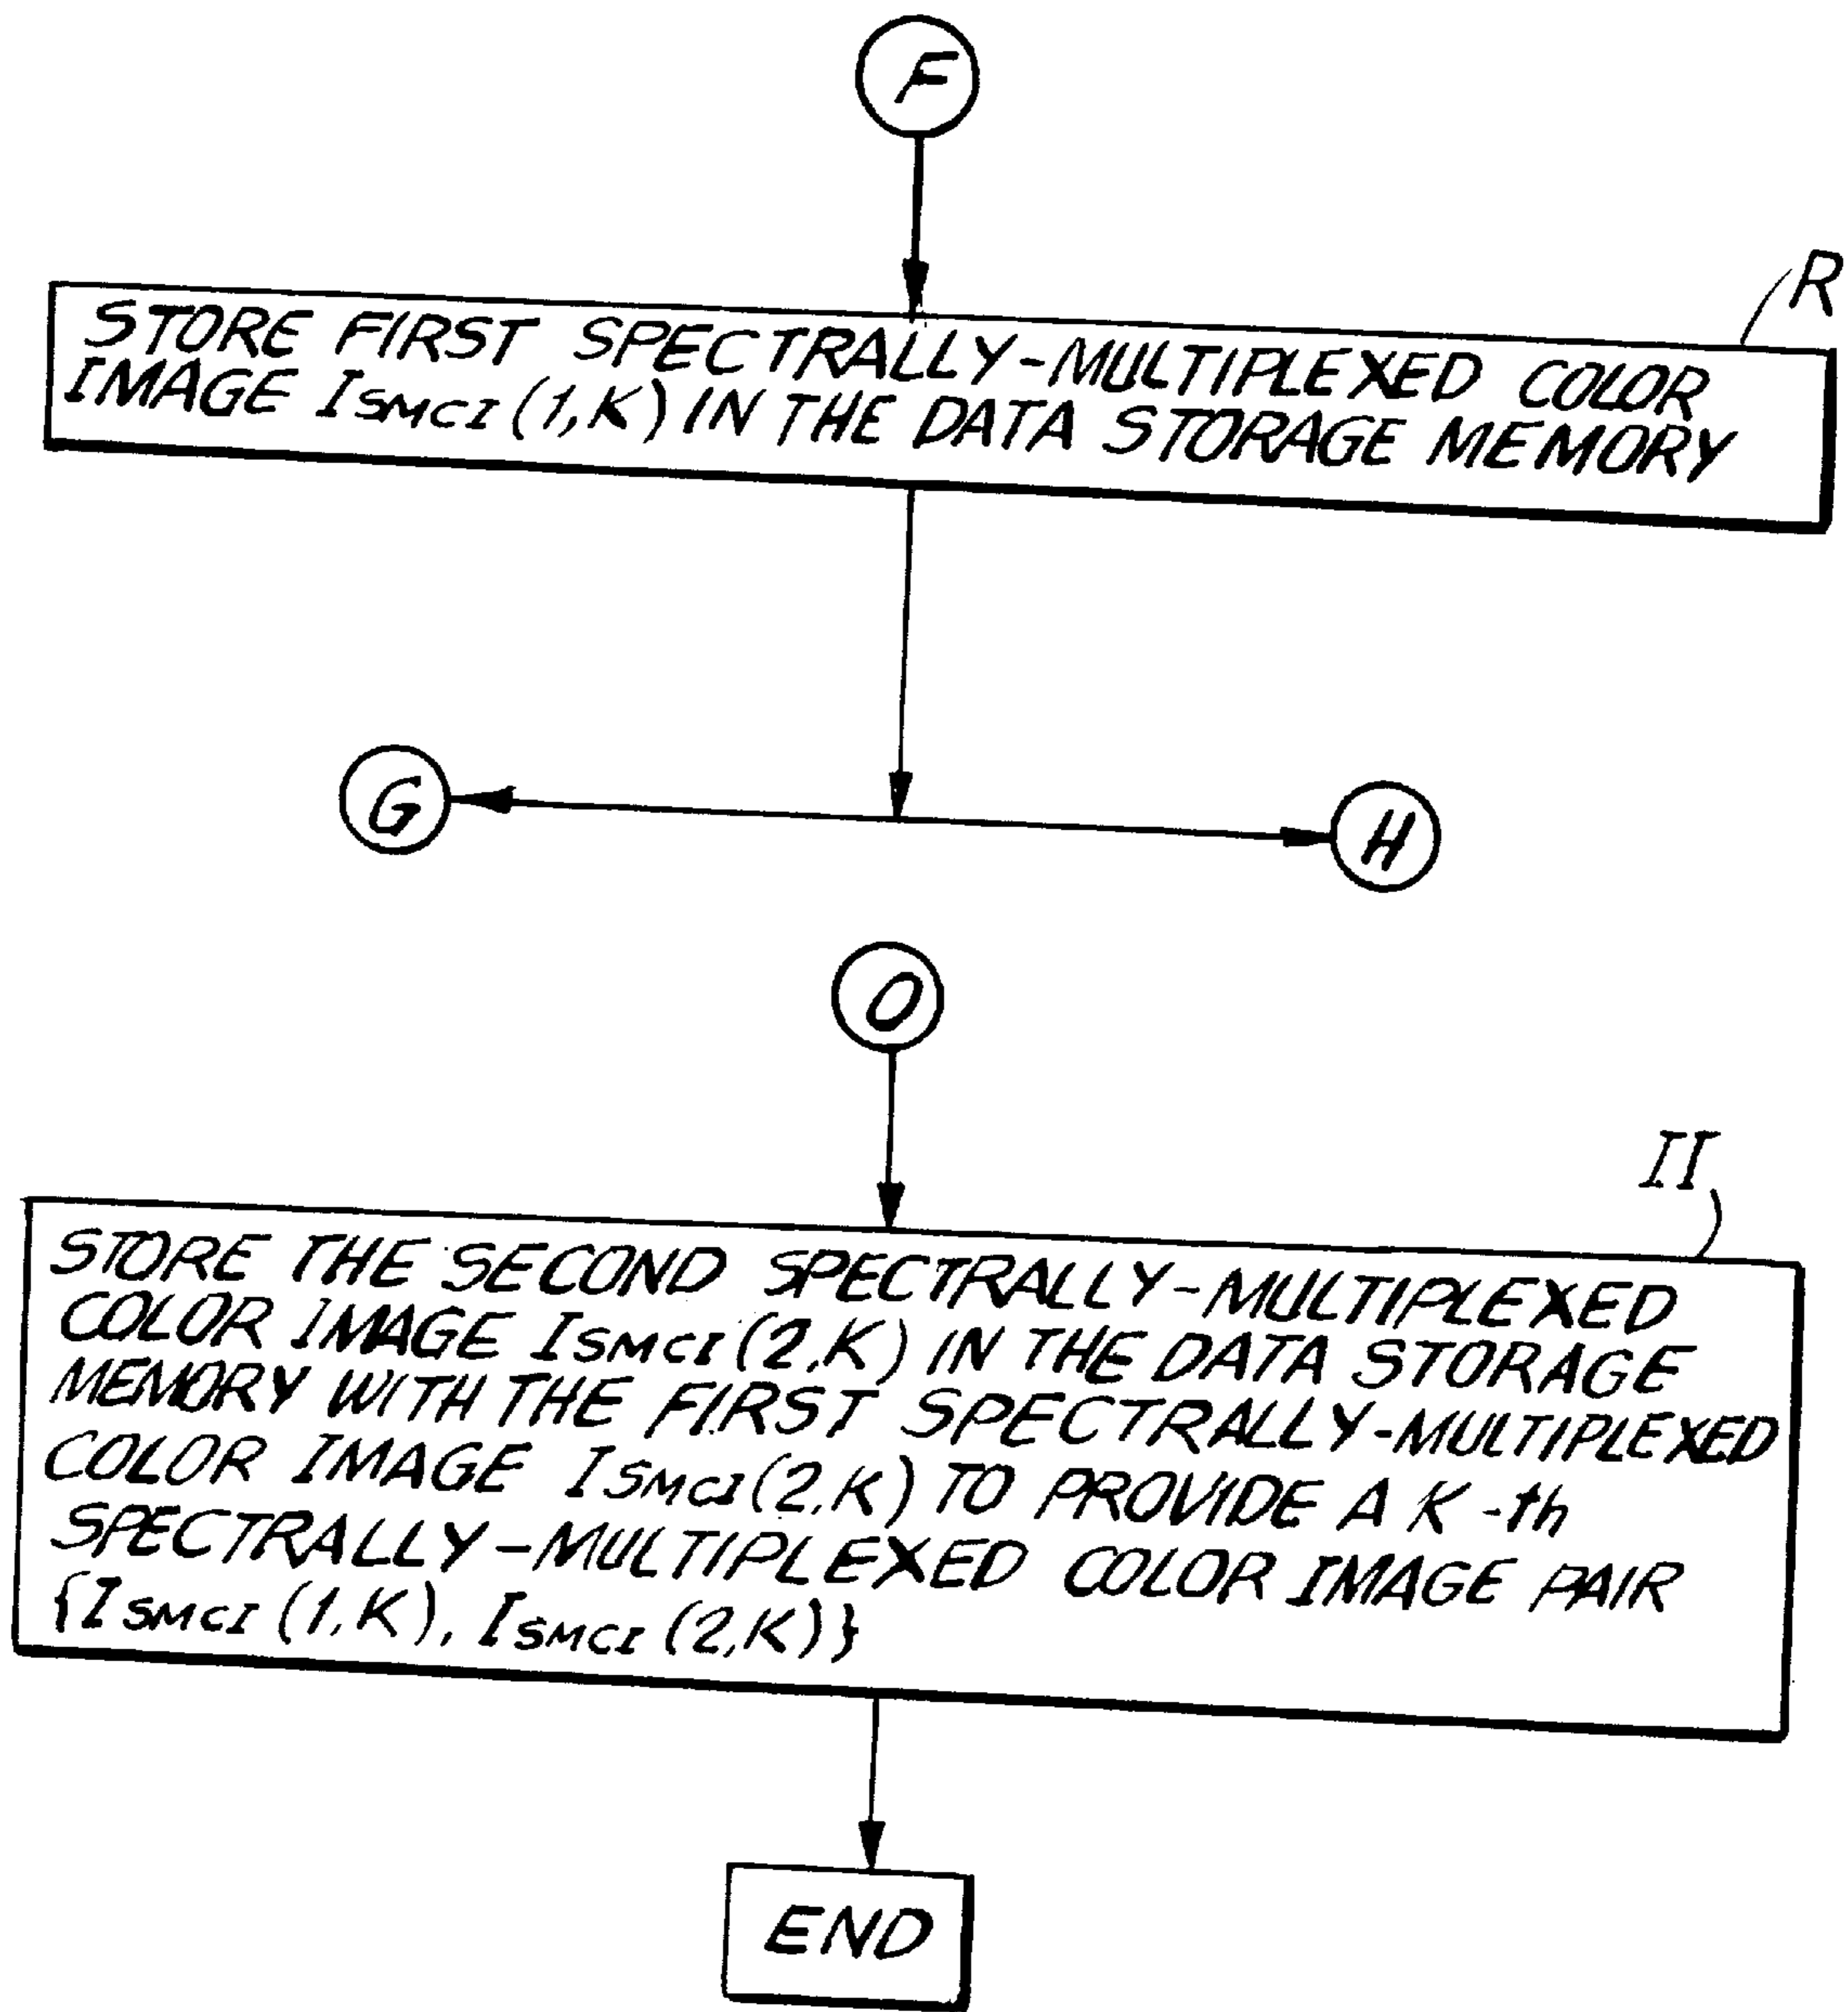 F
R
STORE FIRST SPECTRALLY-MULTIPLEXED COLOR
IMAGE ISMCI (1,K) IN THE DATA STORAGE MEMORY
G
H
O
II
STORE THE SECOND SPECTRALLY-MULTIPLEXED
COLOR IMAGE ISMCI (2,K) IN THE DATA STORAGE
MEMORY WITH THE FIRST SPECTRALLY-MULTIPLEXED
COLOR IMAGE ISMCI (2,K) TO PROVIDE A K-th
SPECTRALLY-MULTIPLEXED COLOR IMAGE PAIR
{ISMCI (1,K), ISMCI (2,K)}
END